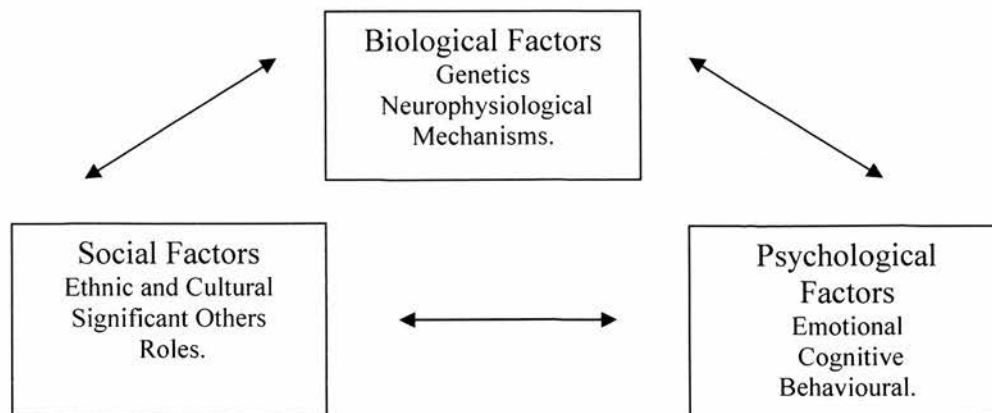 Biological Factors
Genetics
Neurophysiological
Mechanisms.
Social Factors
Ethnic and Cultural
Significant Others
Roles.
Psychological
Factors
Emotional
Cognitive
Behavioural.